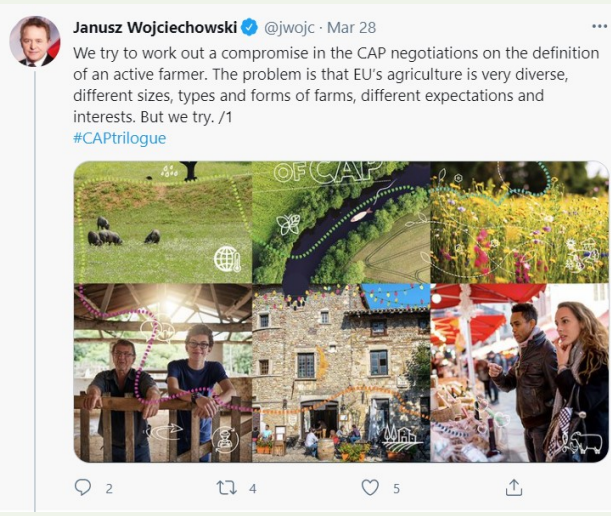 Janusz Wojciechowski @jwojc · Mar 28
We try to work out a compromise in the CAP negotiations on the definition
of an active farmer. The problem is that EU's agriculture is very diverse,
different sizes, types and forms of farms, different expectations and
interests. But we try. /1
#CAPtrilogue
OF CAP
2 4 5